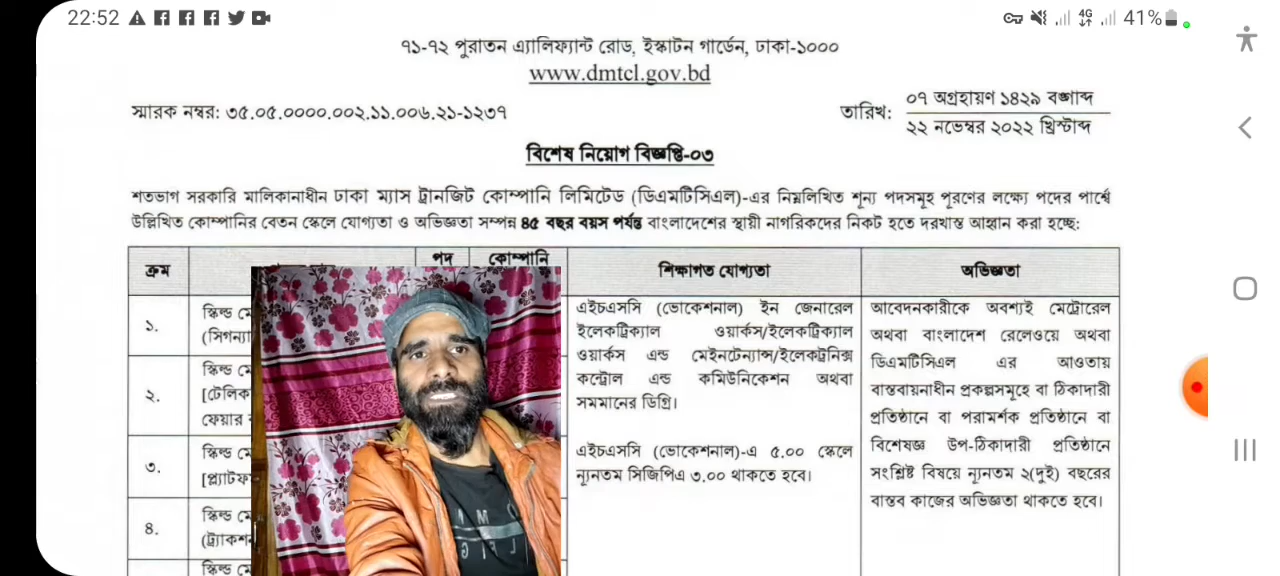 22:52
4G
41%
৭১-৭২ পুরাতন এ্যালিফ্যান্ট রোড, ইস্কাটন গার্ডেন, ঢাকা-১০০০
www.dmtcl.gov.bd
স্মারক নম্বর: ৩৫.০৫.০০০০.০০২.১১.০০৬.২১-১২৩৭
তারিখ: ০৭ অগ্রহায়ণ ১৪২৯ বঙ্গাব্দ
২২ নভেম্বর ২০২২ খ্রিস্টাব্দ
বিশেষ নিয়োগ বিজ্ঞপ্তি-০৩
শতভাগ সরকারি মালিকানাধীন ঢাকা ম্যাস ট্রানজিট কোম্পানি লিমিটেড (ডিএমটিসিএল)-এর নিম্নলিখিত শূন্য পদসমূহ পূরণের লক্ষ্যে পদের পার্শ্বে
উল্লিখিত কোম্পানির বেতন স্কেলে যোগ্যতা ও অভিজ্ঞতা সম্পন্ন ৪৫ বছর বয়স পর্যন্ত বাংলাদেশের স্থায়ী নাগরিকদের নিকট হতে দরখাস্ত আহ্বান করা হচ্ছে:
ক্রম
পদ
কোম্পানি
শিক্ষাগত যোগ্যতা
অভিজ্ঞতা
১.
স্কিল্ড মে
(সিগন্যা
২.
স্কিল্ড মে
[টেলিক
ফেয়ার
৩.
স্কিল্ড মে
[প্ল্যাটফ
৪.
স্কিল্ড মে
(ট্র্যাকশন
স্কিল্ড মে
এইচএসসি (ভোকেশনাল) ইন জেনারেল
ইলেকট্রিক্যাল ওয়ার্কস/ইলেকট্রিক্যাল
ওয়ার্কস এন্ড মেইনটেন্যান্স/ইলেকট্রনিক্স
কন্ট্রোল এন্ড কমিউনিকেশন অথবা
সমমানের ডিগ্রি।
এইচএসসি (ভোকেশনাল)-এ ৫.০০ স্কেলে
ন্যূনতম সিজিপিএ ৩.০০ থাকতে হবে।
আবেদনকারীকে অবশ্যই মেট্রোরেল
অথবা বাংলাদেশ রেলওয়ে অথবা
ডিএমটিসিএল এর আওতায়
বাস্তবায়নাধীন প্রকল্পসমূহে বা ঠিকাদারী
প্রতিষ্ঠানে বা পরামর্শক প্রতিষ্ঠানে বা
বিশেষজ্ঞ উপ-ঠিকাদারী প্রতিষ্ঠানে
সংশ্লিষ্ট বিষয়ে ন্যূনতম ২(দুই) বছরের
বাস্তব কাজের অভিজ্ঞতা থাকতে হবে।